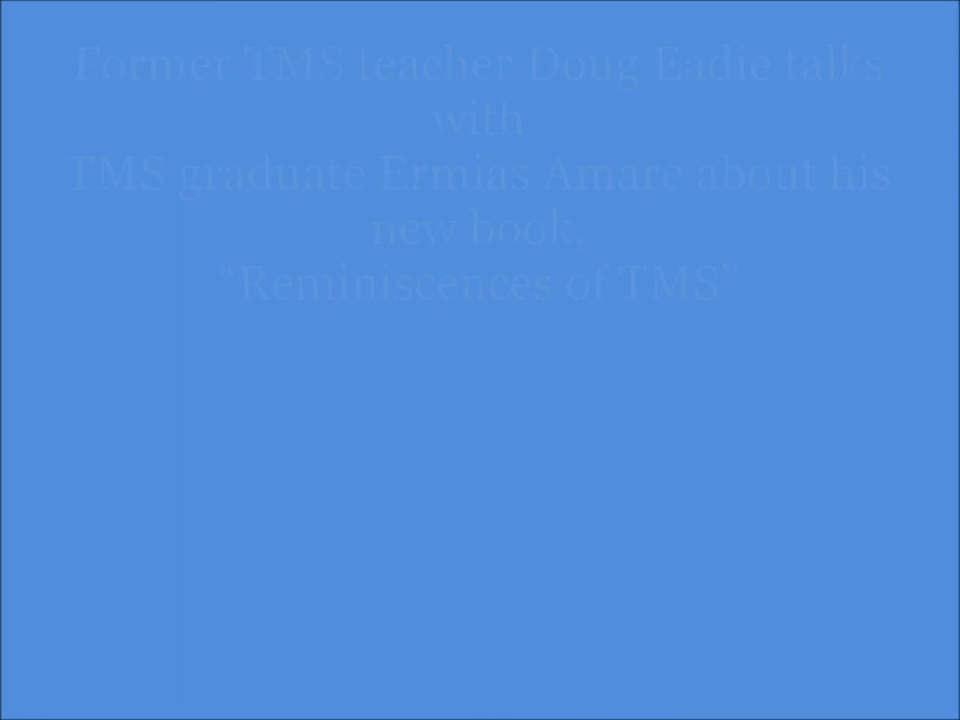 Former TMS teacher Doug Eadie talks
with
TMS graduate Ermias Amare about his
new book,
“Reminiscences of TMS”